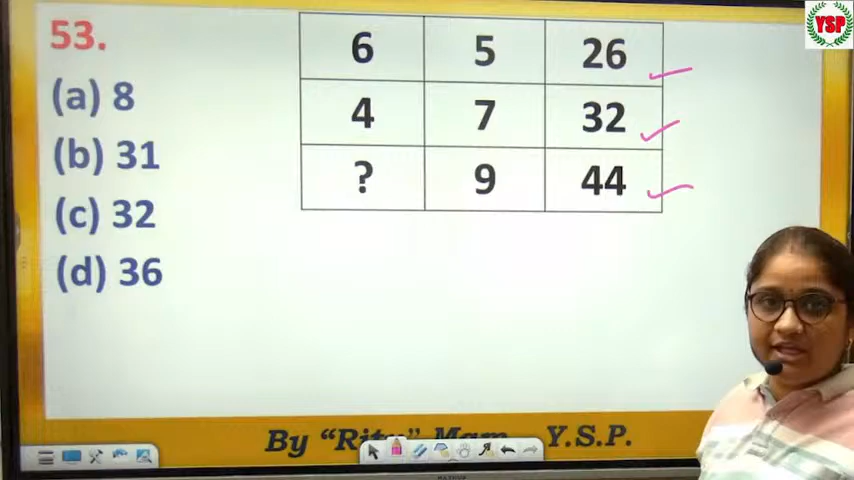 YSP
53.
6 5 26
(a) 8
4 7 32
(b) 31
? 9 44
(c) 32
(d) 36
By “Ritu” Mam Y.S.P.